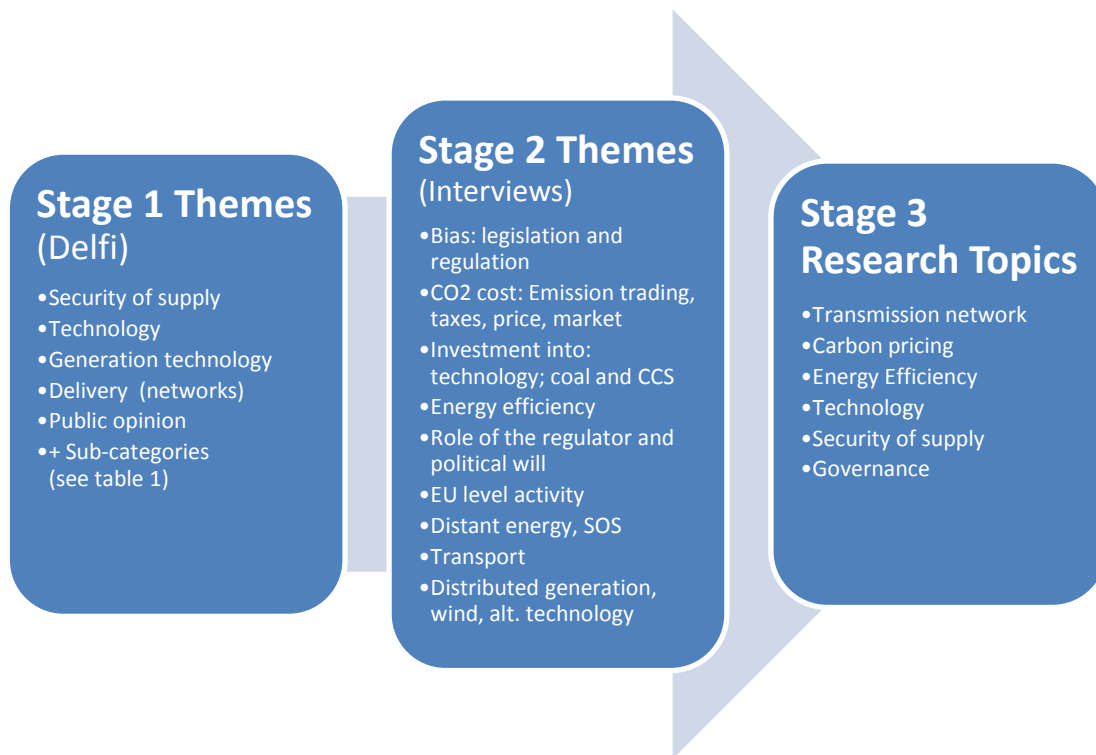 Stage 1 Themes
(Delfi)
•Security of supply
•Technology
•Generation technology
•Delivery (networks)
•Public opinion
•+ Sub-categories
(see table 1)
Stage 2 Themes
(Interviews)
•Bias: legislation and
regulation
•CO2 cost: Emission trading,
taxes, price, market
•Investment into:
technology; coal and CCS
•Energy efficiency
•Role of the regulator and
political will
•EU level activity
•Distant energy, SOS
•Transport
•Distributed generation,
wind, alt. technology
Stage 3
Research Topics
•Transmission network
•Carbon pricing
•Energy Efficiency
•Technology
•Security of supply
•Governance